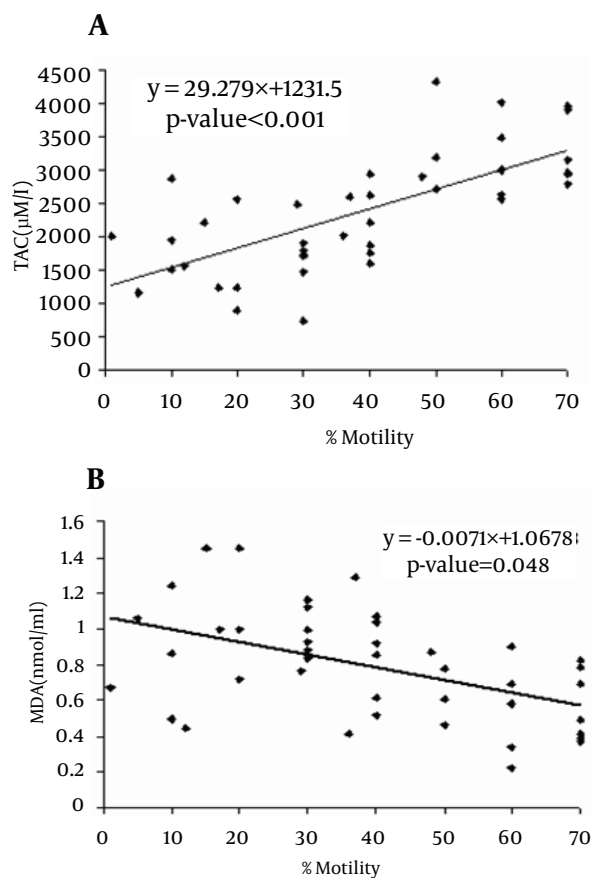 A
y = 29.279×+1231.5
p-value<0.001
4500
4000
3500
3000
2500
2000
1500
1000
500
0
TAC(µM/I)
0 10 20 30 40 50 60 70
% Motility
B
y = -0.0071×+1.0678
p-value=0.048
1.6
1.4
1.2
1
0.8
0.6
0.4
0.2
0
MDA(nmol/ml)
0 10 20 30 40 50 60 70
% Motility